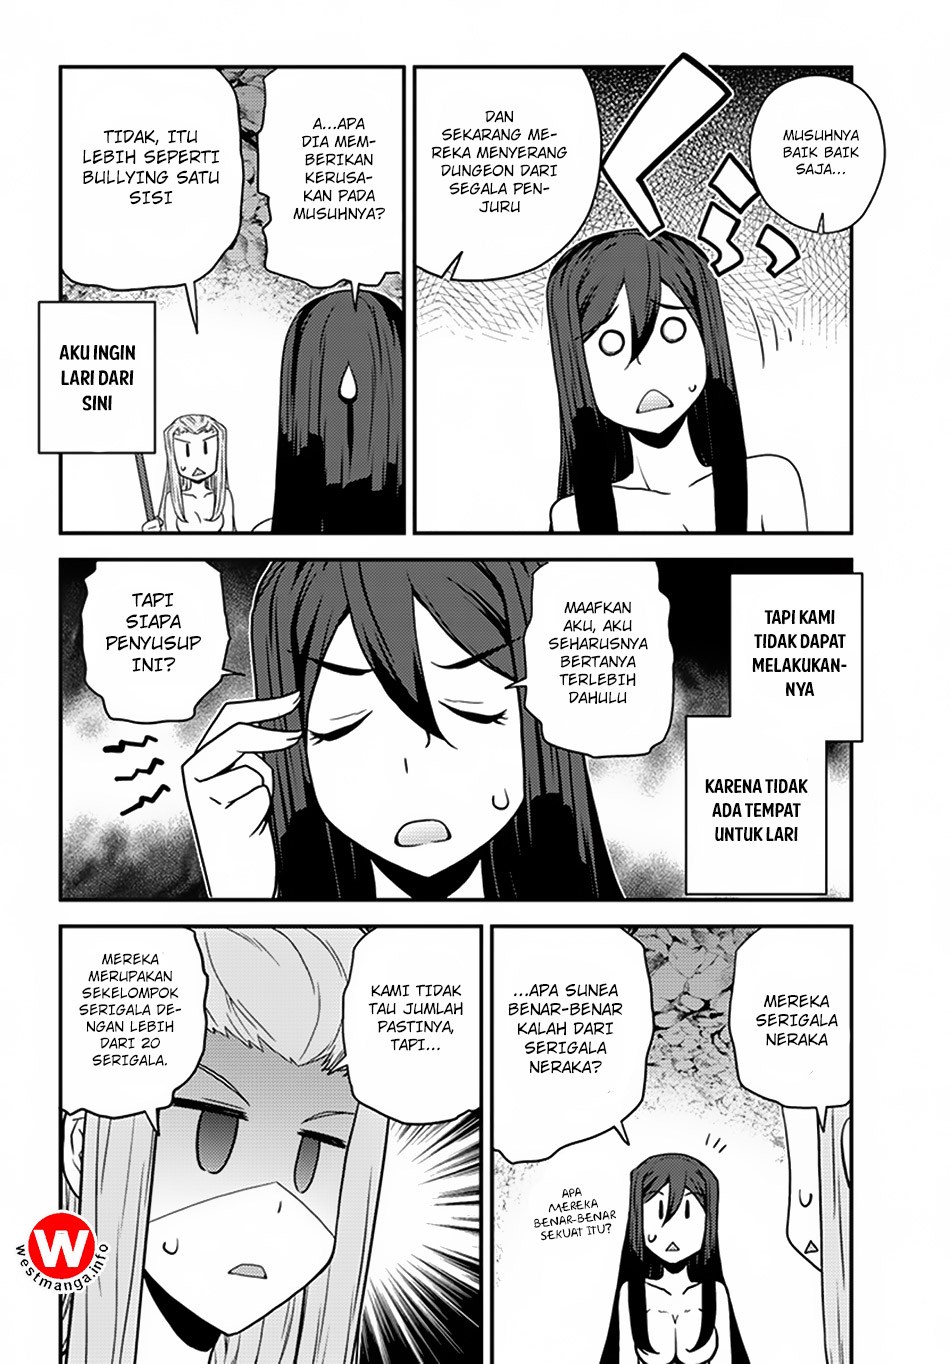 MUSUHNYA
BAIK BAIK
SAJA...
DAN
SEKARANG ME-
REKA MENYERANG
DUNGEON DARI
SEGALA PEN-
JURU
A...APA
DIA MEM-
BERIKAN
KERUSA-
KAN PADA
MUSUHNYA?
TIDAK, ITU
LEBIH SEPERTI
BULLYING SATU
SISI
AKU INGIN
LARI DARI
SINI
TAPI KAMI
TIDAK DAPAT
MELAKUKAN-
NYA
KARENA TIDAK
ADA TEMPAT
UNTUK LARI
MAAFKAN
AKU, AKU
SEHARUSNYA
BERTANYA
TERLEBIH
DAHULU
TAPI
SIAPA
PENYUSUP
INI?
MEREKA
SERIGALA
NERAKA
...APA SUNEA
BENAR-BENAR
KALAH DARI
SERIGALA
NERAKA?
APA
MEREKA
BENAR-BENAR
SEKUAT ITU?
KAMI TIDAK
TAU JUMLAH
PASTINYA,
TAPI...
MEREKA
MERUPAKAN
SEKELOMPOK
SERIGALA DE-
NGAN LEBIH
DARI 20
SERIGALA.
W
westmanga.info